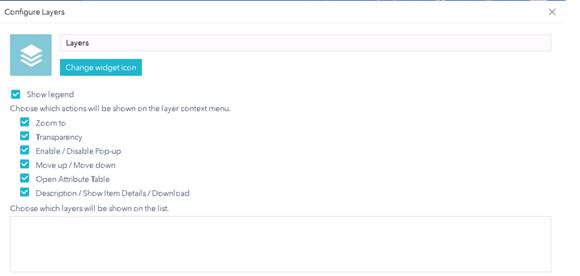 Configure Layers
Layers
Change widget icon
Show legend
Choose which actions will be shown on the layer context menu.
Zoom to
Transparency
Enable / Disable Pop-up
Move up / Move down
Open Attribute Table
Description / Show Item Details / Download
Choose which layers will be shown on the list.